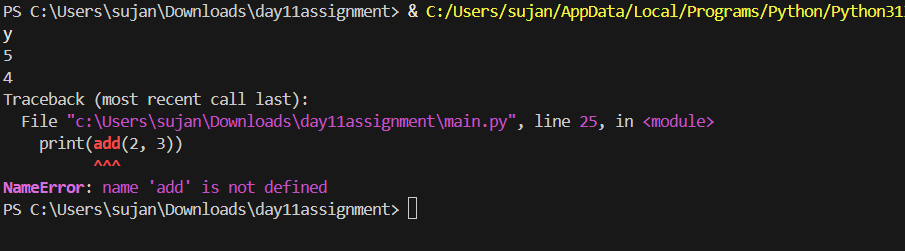 PS C:\Users\sujan\Downloads\day11assignment> & C:/Users/sujan/AppData/Local/Programs/Python/Python31
y
5
4
Traceback (most recent call last):
  File "c:\Users\sujan\Downloads\day11assignment\main.py", line 25, in <module>
    print(add(2, 3))
          ^^^
NameError: name 'add' is not defined
PS C:\Users\sujan\Downloads\day11assignment>